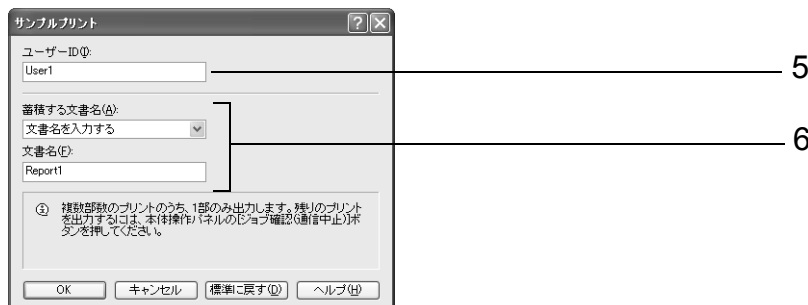 サンプルプリント
ユーザーID(I):
User1
5
蓄積する文書名(A):
文書名を入力する
6
文書名(F):
Report1
複数部数のプリントのうち、1部のみ出力します。残りのプリント
を出力するには、本体操作パネルの[ジョブ確認(通信中止)]ボ
タンを押してください。
OK
キャンセル
標準に戻す(D)
ヘルプ(H)